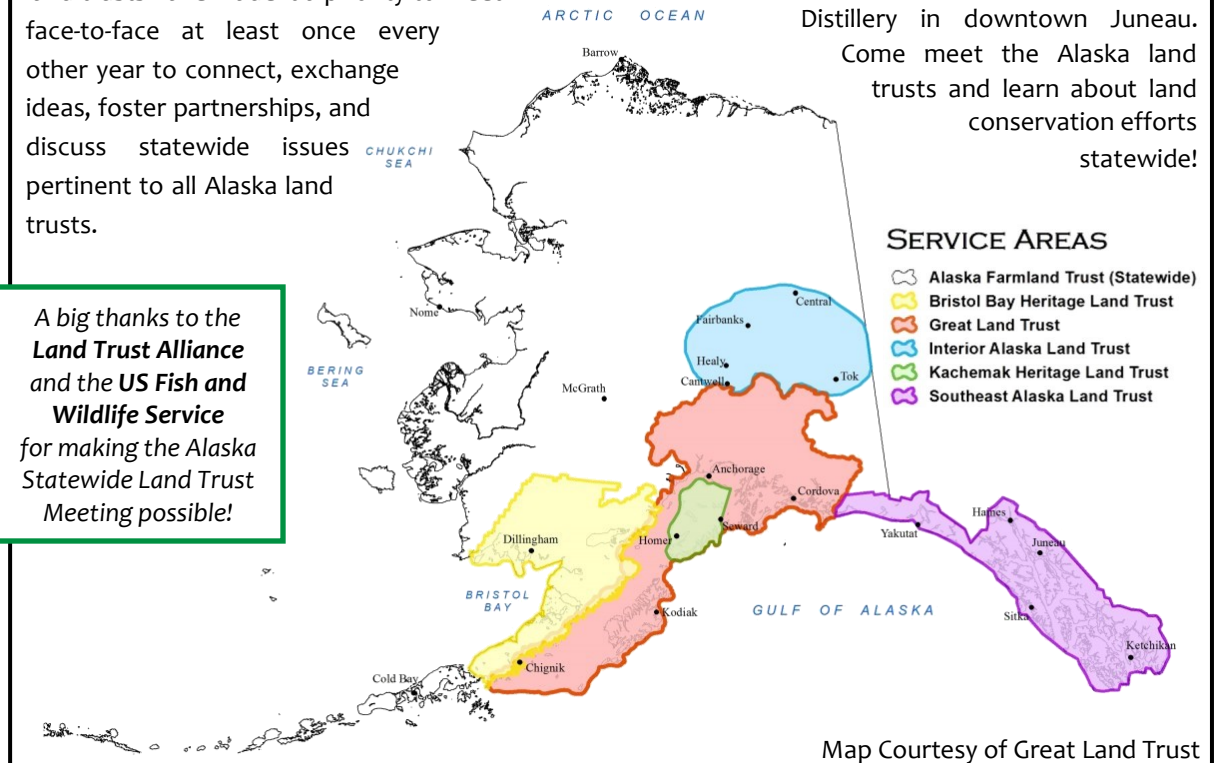 face-to-face at least once every
other year to connect, exchange
ideas, foster partnerships, and
discuss statewide issues
pertinent to all Alaska land
trusts.
A big thanks to the
Land Trust Alliance
and the US Fish and
Wildlife Service
for making the Alaska
Statewide Land Trust
Meeting possible!
Distillery in downtown Juneau.
Come meet the Alaska land
trusts and learn about land
conservation efforts
statewide!
SERVICE AREAS
Alaska Farmland Trust (Statewide)
Bristol Bay Heritage Land Trust
Great Land Trust
Interior Alaska Land Trust
Kachemak Heritage Land Trust
Southeast Alaska Land Trust
ARCTIC OCEAN
Barrow
CHUKCHI
SEA
Nome
BERING
SEA
McGrath
Central
Fairbanks
Healy
Cantwell
Tok
Anchorage
Cordova
Seward
Homer
Dillingham
BRISTOL
BAY
Kodiak
Chignik
Cold Bay
GULF OF ALASKA
Yakutat
Haines
Juneau
Sitka
Ketchikan
Map Courtesy of Great Land Trust